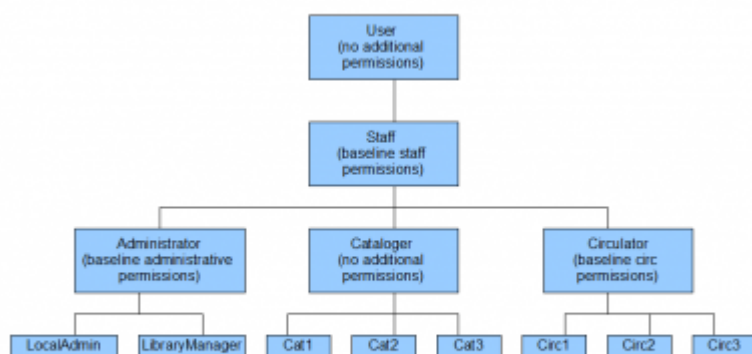 User
(no additional
permissions)
Staff
(baseline staff
permissions)
Administrator
(baseline administrative
permissions)
Cataloger
(no additional
permissions)
Circulator
(baseline circ
permissions)
LocalAdmin
LibraryManager
Cat1
Cat2
Cat3
Circ1
Circ2
Circ3